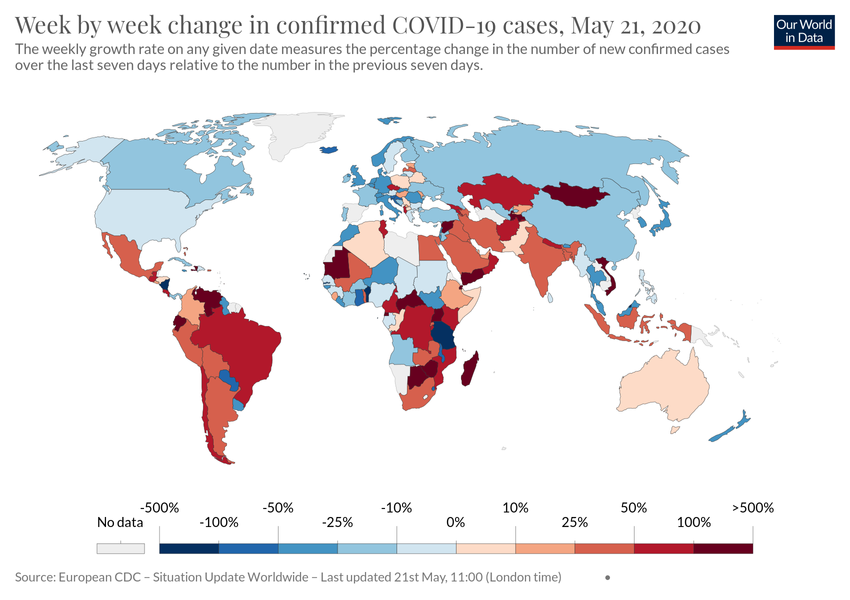 Week by week change in confirmed COVID-19 cases, May 21, 2020
Our World
in Data
The weekly growth rate on any given date measures the percentage change in the number of new confirmed cases
over the last seven days relative to the number in the previous seven days.
-500% -50% -10% 10% 50% >500%
No data -100% -25% 0% 25% 100%
Source: European CDC – Situation Update Worldwide – Last updated 21st May, 11:00 (London time)